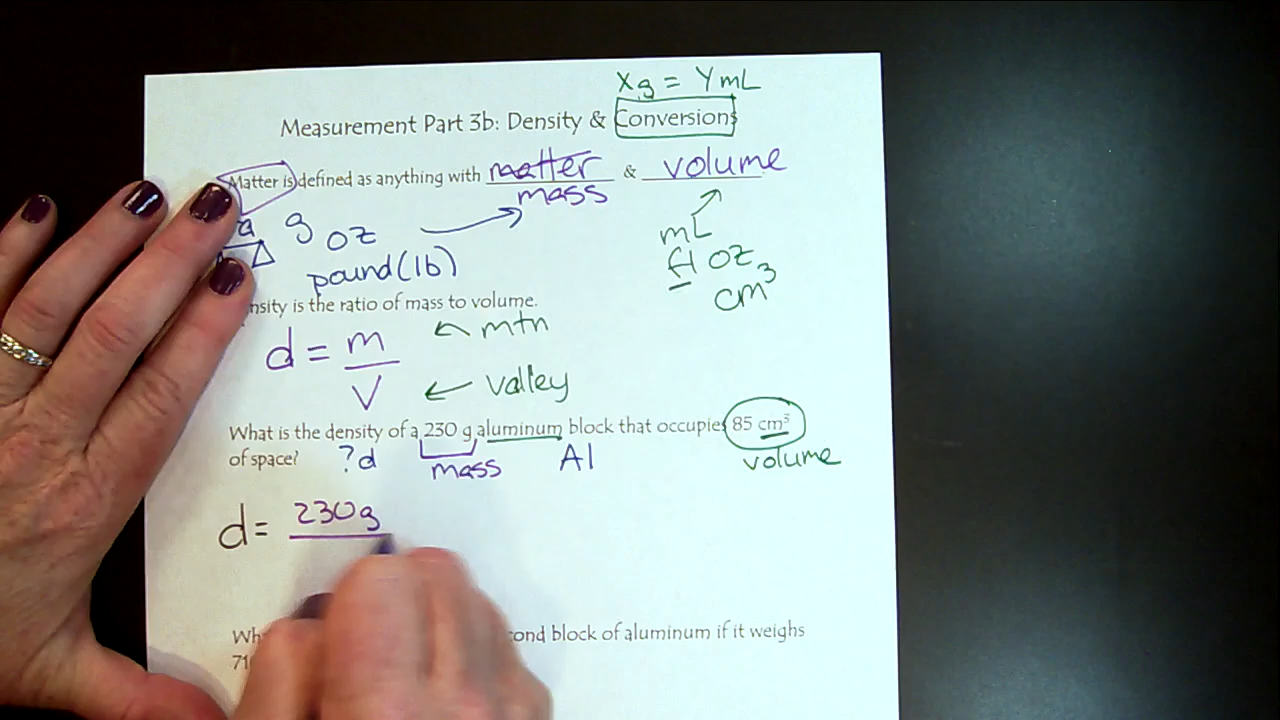 Xg = YmL
Measurement Part 3b: Density & Conversions
Matter is defined as anything with matter & volume
mass
g oz
mL
pound (lb)
fl oz
cm³
is the ratio of mass to volume.
d = m/V
← mtn
← valley
What is the density of a 230 g aluminum block that occupies 85 cm³
of space? ?d mass Al volume
d= 230g
block of aluminum if it weighs